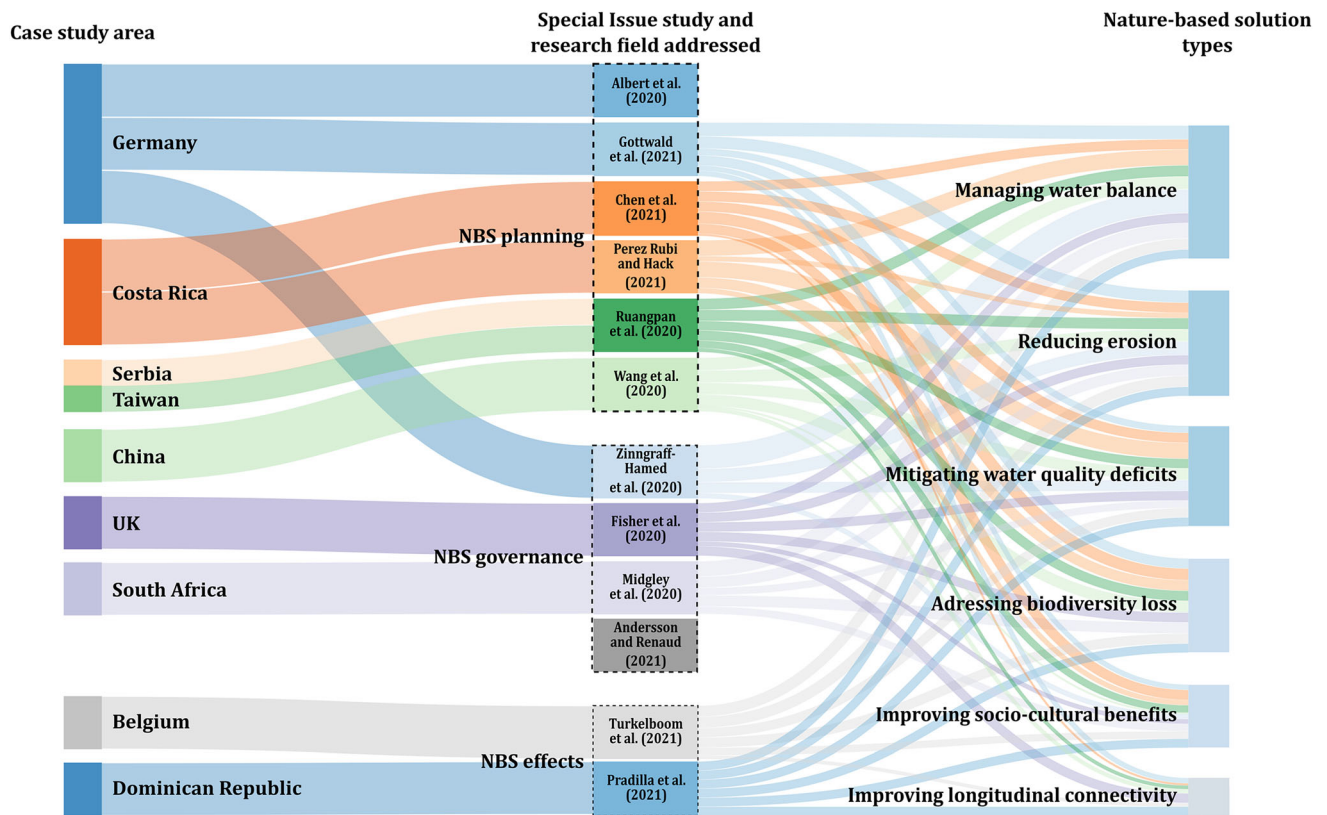 Case study area
Special Issue study and
research field addressed
Nature-based solution
types
Germany
Costa Rica
Serbia
Taiwan
China
UK
South Africa
Belgium
Dominican Republic
NBS planning
Albert et al.
(2020)
Gottwald
et al. (2021)
Chen et al.
(2021)
Perez Rubi
and Hack
(2021)
Ruangpan
et al. (2020)
Wang et al.
(2020)
NBS governance
Zinngraff-
Hamed
et al. (2020)
Fisher et al.
(2020)
Midgley
et al. (2020)
Andersson
and Renaud
(2021)
NBS effects
Turkelboom
et al. (2021)
Pradilla et al.
(2021)
Managing water balance
Reducing erosion
Mitigating water quality deficits
Adressing biodiversity loss
Improving socio-cultural benefits
Improving longitudinal connectivity